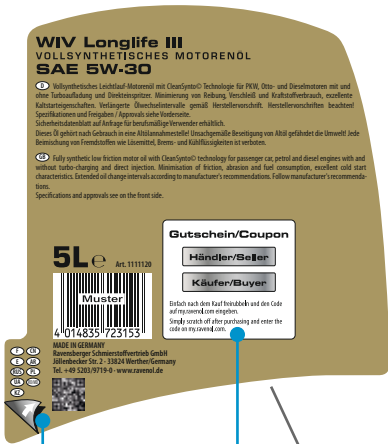 WIV Longlife III
VOLLSYNTHETISCHES MOTORENÖL
SAE 5W-30
D Vollsynthetisches Leichtlauf-Motorenöl mit CleanSynto© Technologie für PKW, Otto- und Dieselmotoren mit und
ohne Turboaufladung und Direkteinspritzer. Minimierung von Reibung, Verschleiß und Kraftstoffverbrauch, exzellente
Kaltstarteigenschaften. Verlängerte Ölwechselintervalle gemäß Herstellervorschrift. Herstellervorschriften beachten!
Spezifikationen und Freigaben / Approvals siehe Vorderseite.
Sicherheitsdatenblatt auf Anfrage für berufsmäßige Verwender erhältlich.
Dieses Öl gehört nach Gebrauch in eine Altölannahmestelle! Unsachgemäße Beseitigung von Altöl gefährdet die Umwelt! Jede
Beimischung von Fremdstoffen wie Lösemittel, Brems- und Kühlflüssigkeiten ist verboten.
GB Fully synthetic low friction motor oil with CleanSynto© technology for passenger car, petrol and diesel engines with and
without turbo-charging and direct injection. Minimisation of friction, abrasion and fuel consumption, excellent cold start
characteristics. Extended oil change intervals according to manufacturer's recommendations. Follow manufacturer's recommenda-
tions.
Specifications and approvals see on the front side.
Gutschein/Coupon
Händler/Seller
Käufer/Buyer
Einfach nach dem Kauf freirubbeln und den Code
auf my.ravenol.com eingeben.
Simply scratch off after purchasing and enter the
code on my.ravenol.com.
5L e Art. 1111120
Muster
4 014835 723153
MADE IN GERMANY
Ravensberger Schmierstoffvertrieb GmbH
Jöllenbecker Str. 2 - 33824 Werther/Germany
Tel. +49 5203/9719-0 · www.ravenol.de
F CN
E AR
RUS PL
UA
KZ